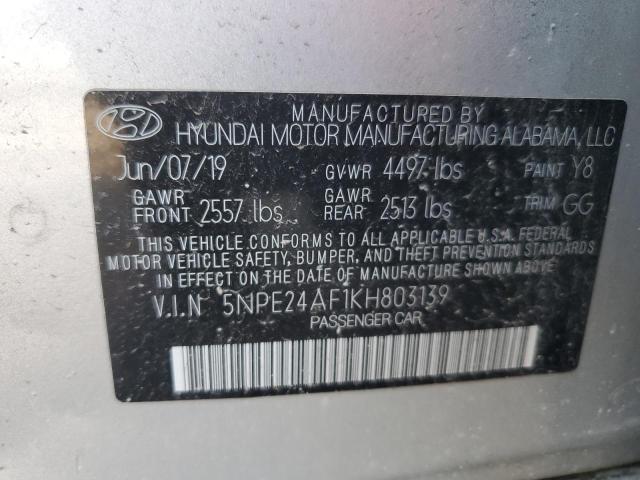 MANUFACTURED BY
HYUNDAI MOTOR MANUFACTURING ALABAMA, LLC
Jun/07/19 GVWR 4497 lbs PAINT Y8
GAWR FRONT 2557 lbs GAWR REAR 2513 lbs TRIM GG
THIS VEHICLE CONFORMS TO ALL APPLICABLE U.S.A. FEDERAL
MOTOR VEHICLE SAFETY, BUMPER, AND THEFT PREVENTION STANDARDS
IN EFFECT ON THE DATE OF MANUFACTURE SHOWN ABOVE.
V.I.N 5NPE24AF1KH803139
PASSENGER CAR